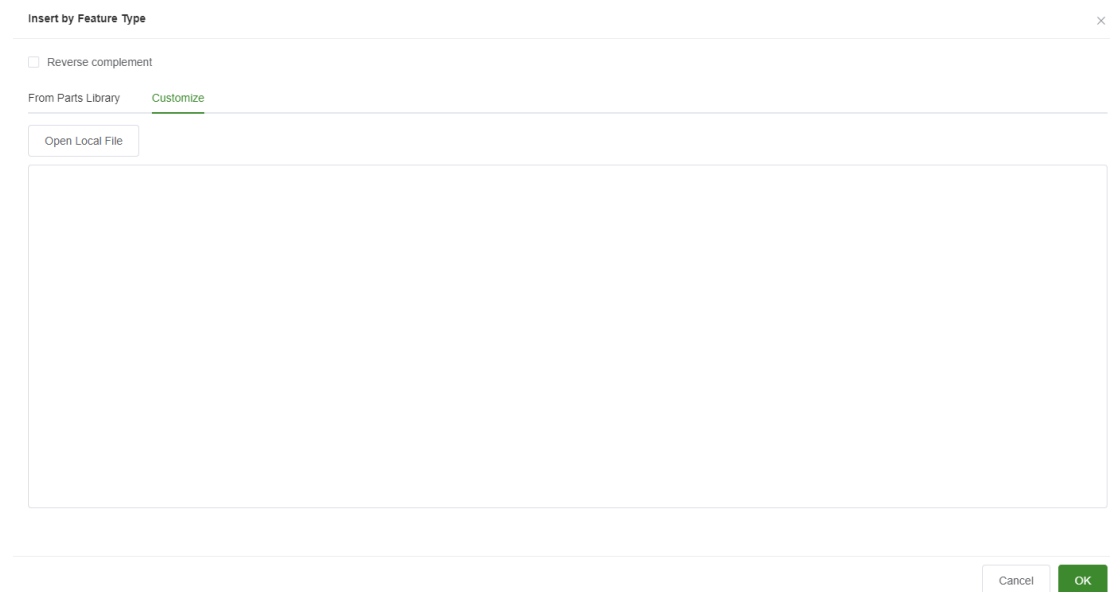 Insert by Feature Type
Reverse complement
From Parts Library Customize
Open Local File
Cancel OK